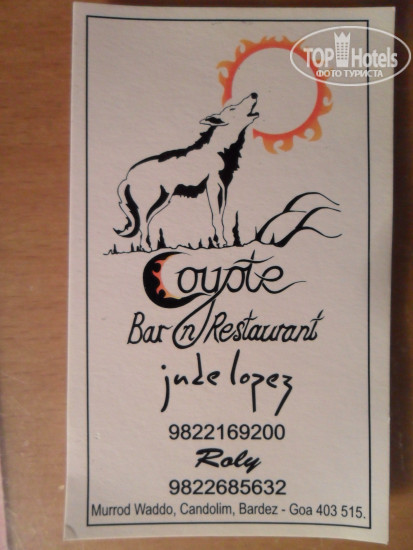 TOP Hotels
ФОТО ТУРИСТА
Coyote
Bar n Restaurant
jude lopez
9822169200
Roly
9822685632
Murrod Waddo, Candolim, Bardez - Goa 403 515.